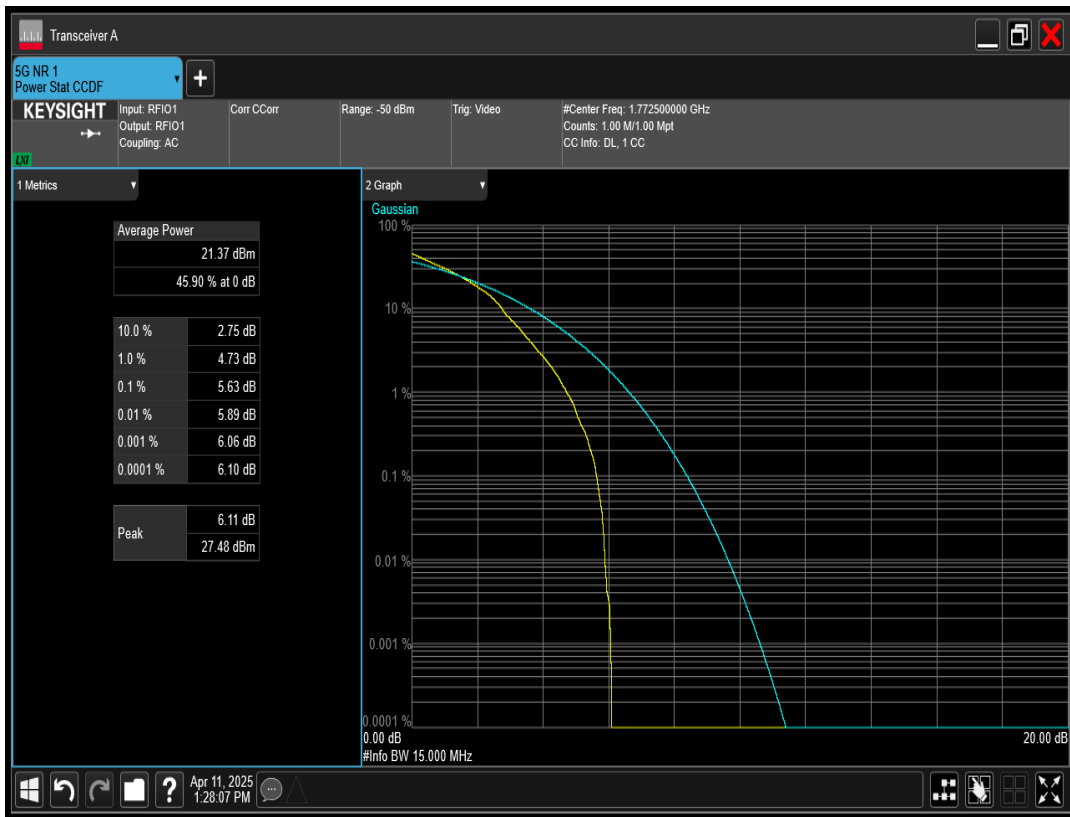 Transceiver A
5G NR 1
Power Stat CCDF
KEYSIGHT
LXI
Input: RFIO1
Output: RFIO1
Coupling: AC
Corr CCorr
Range: -50 dBm
Trig: Video
#Center Freq: 1.772500000 GHz
Counts: 1.00 M/1.00 Mpt
CC Info: DL, 1 CC
1 Metrics
Average Power
21.37 dBm
45.90 % at 0 dB
10.0 % 2.75 dB
1.0 % 4.73 dB
0.1 % 5.63 dB
0.01 % 5.89 dB
0.001 % 6.06 dB
0.0001 % 6.10 dB
Peak 6.11 dB
27.48 dBm
2 Graph
Gaussian
100 %
10 %
1 %
0.1 %
0.01 %
0.001 %
0.0001 %
0.00 dB 20.00 dB
#Info BW 15.000 MHz
? Apr 11, 2025
1:28:07 PM